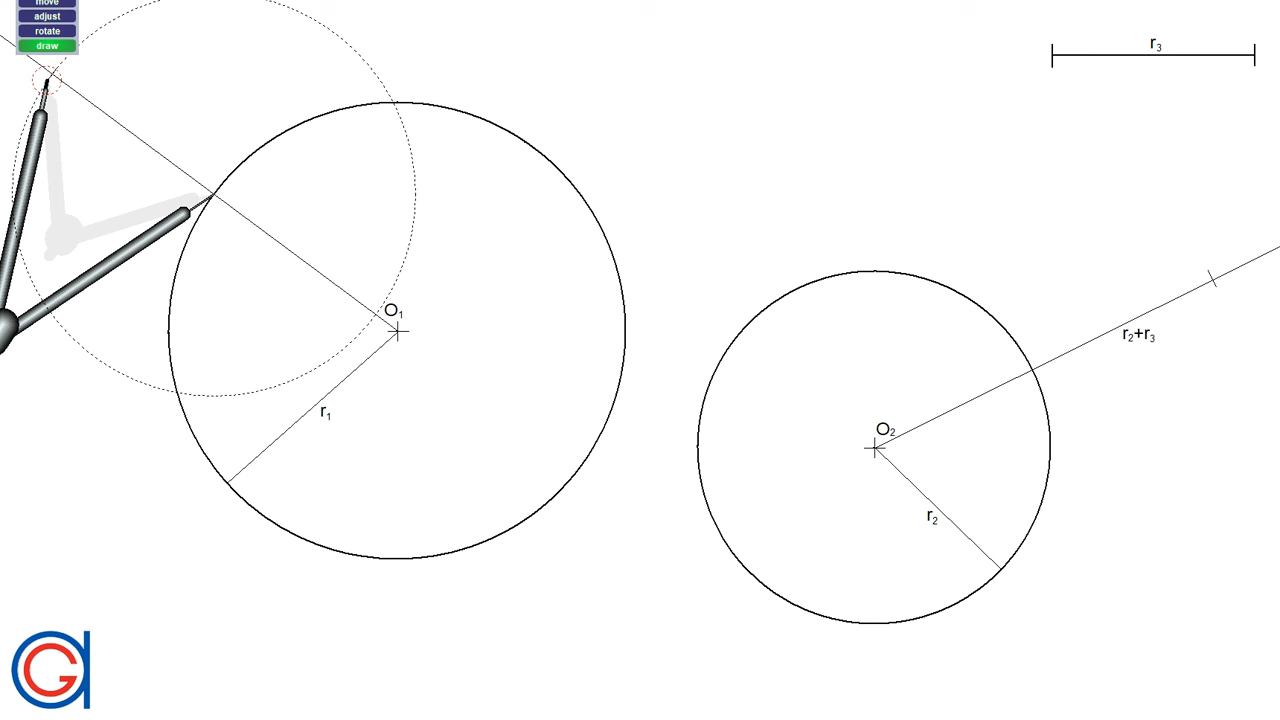 move
adjust
rotate
draw
r₃
O₁
r₁
r₂+r₃
O₂
r₂